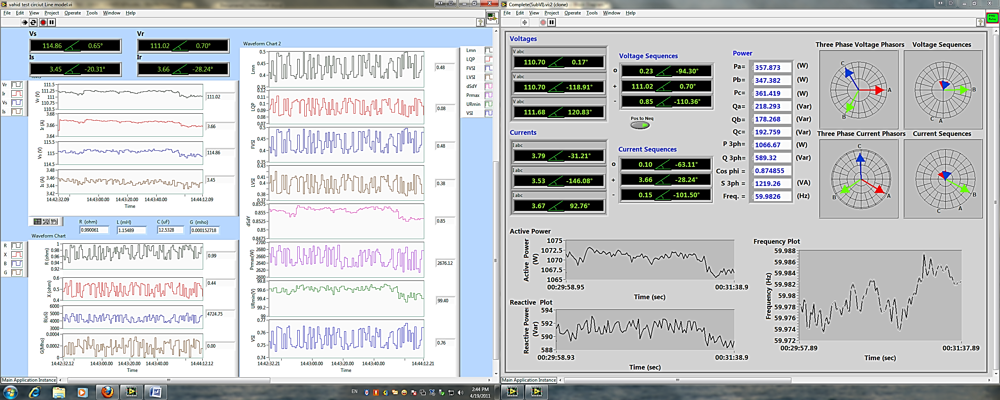 vahid test circiut Line model.vi
File Edit View Project Operate Tools Window Help
Vs
114.86 0.65°
Vr
111.02 0.70°
Is
3.45 -20.31°
Ir
3.66 -28.24°
Vr
Ir
Vs
Is
111.5
111.25
111
110.75
110.5
Vr (V)
111.02
3.68
3.66
3.64
Ir (A)
3.66
115.5
115
114.5
Vs (V)
114.86
3.48
3.46
3.44
3.42
Is (A)
3.45
14:42:32.09 14:43:00.00 14:43:20.00 14:43:40.00 14:44:12.09
Time
R (ohm) L (mH) C (uF) G (mho)
0.990061 1.15489 12.5328 0.000152718
Waveform Chart
R
X
B
G
1
0.98
0.96
0.94
0.92
R (ohm)
0.99
0.6
0.5
0.4
X (ohm)
0.44
6000
5000
4000
3000
B(uS)
4724.75
0.0004
0.0002
0
G(Mho)
0.00
14:42:32.12 14:43:00.00 14:43:20.00 14:43:40.00 14:44:12.12
Time
Waveform Chart 2
Lmn
LQP
FVSI
LVSI
dSdY
Prmax
URmin
VSI
0.5
0.45
0.4
0.35
Lmn
0.48
0.12
0.11
0.1
0.09
0.08
0.07
LQP
0.08
0.5
0.45
0.4
0.35
FVSI
0.48
0.43
0.41
0.4
0.38
0.37
LVSI
0.38
0.8575
0.855
0.8525
0.85
0.8475
dSdY
0.85
2700
2680
2660
2640
2620
2600
Prmax(W)
2676.12
99.8
99.6
99.4
99.2
99
URmin(V)
99.40
0.77
0.76
0.75
0.74
VSI
0.76
14:42:32.21 14:43:00.00 14:43:20.00 14:43:40.00 14:44:12.21
Time
Main Application Instance
EN
2:44 PM
4/19/2011
Complete(SubVI).vi:2 (clone)
File Edit View Project Operate Tools Window Help
PMU
Relay
Voltages
V abc
110.70 0.17°
V abc
110.70 -118.91°
V abc
111.68 120.83°
Voltage Sequences
o 0.23 -94.30°
+ 111.02 0.70°
- 0.85 -110.36°
Pos to Neq
Currents
I abc
3.79 -31.21°
I abc
3.53 -146.08°
I abc
3.67 92.76°
Current Sequences
o 0.10 -63.11°
+ 3.66 -28.24°
- 0.15 -101.50°
Power
Pa= 357.873 (W)
Pb= 347.382 (W)
Pc= 361.419 (W)
Qa= 218.293 (Var)
Qb= 178.268 (Var)
Qc= 192.759 (Var)
P 3ph= 1066.67 (W)
Q 3ph= 589.32 (Var)
Cos phi = 0.874855
S 3ph = 1219.26 (VA)
Freq. = 59.9826 (Hz)
Three Phase Voltage Phasors
C
A
B
Voltage Sequences
B
C
A
Three Phase Current Phasors
C
B
A
Current Sequences
B
A
C
Active Power
1075
1072.5
1070
1067.5
1065
Active Power
(W)
00:29:58.95 00:31:38.9
Time (sec)
Reactive Plot
594
592
590
588
Reactive Power
(Var)
00:29:58.93 00:31:38.9
Time (sec)
Frequency Plot
59.988
59.986
59.984
59.982
59.98
59.978
59.976
59.974
59.972
Frequency (Hz)
00:29:57.89 00:31:37.89
Time (sec)
Main Application Instance